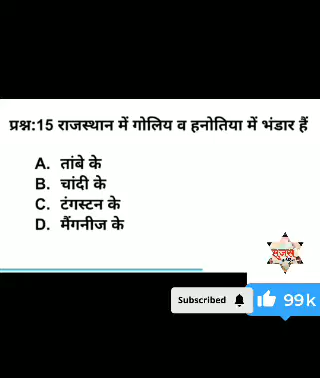 प्रश्न:15 राजस्थान में गोलिय व हनोतिया में भंडार हैं
A. तांबे के
B. चांदी के
C. टंगस्टन के
D. मैंगनीज के
Subscribed
99k